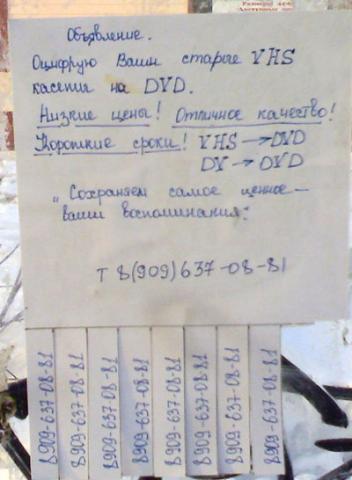 Объявление.
Оцифрую Ваши старые VHS
касеты на DVD.
Низкие цены! Отличное качество!
Короткие сроки! VHS → DVD
DV → DVD
„Сохраняем самое ценное –
ваши воспоминания."
т 8(909)637-08-81
8909-637-08-81
8909-637-08-81
8909-637-08-81
8909-637-08-81
8909-637-08-81
8909-637-08-81
8909-637-08-81
8909-637-08-81